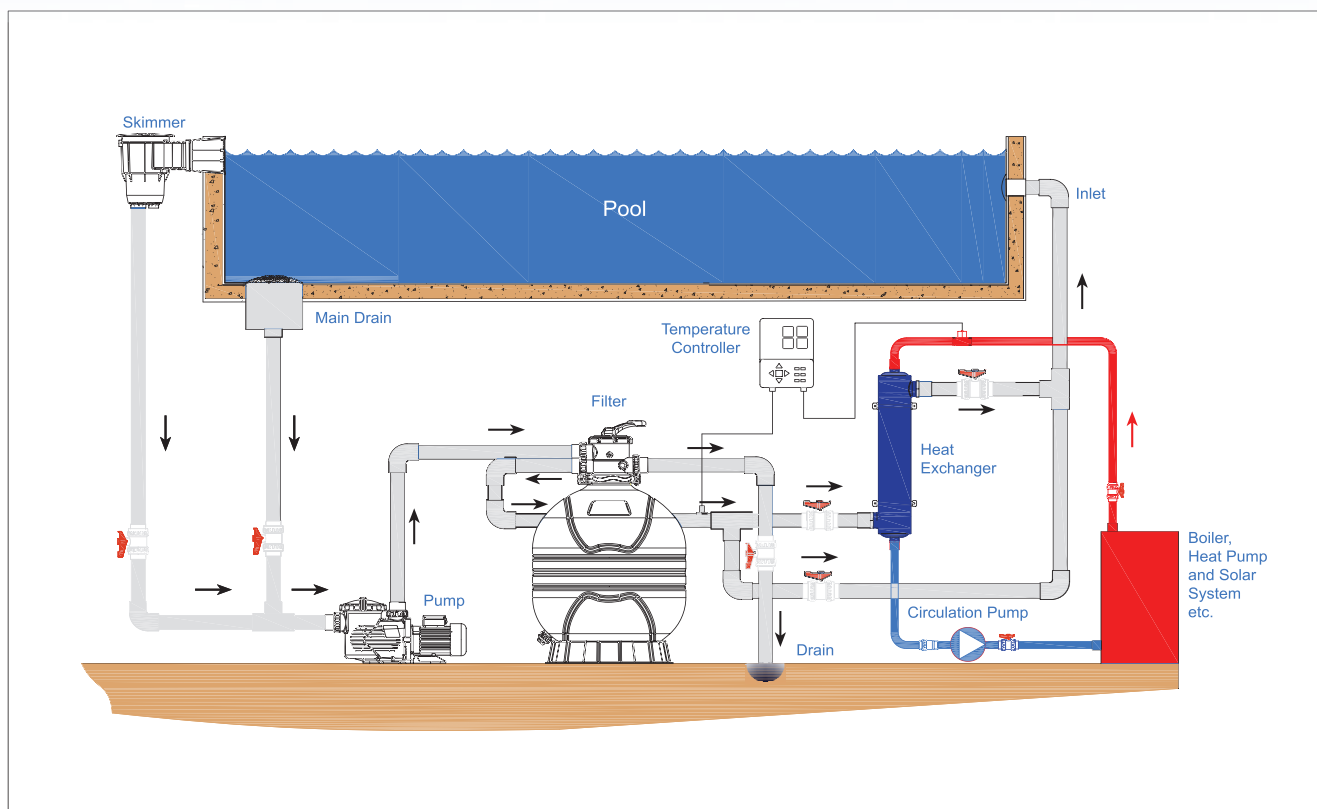 Skimmer
Pool
Inlet
Main Drain
Temperature
Controller
Filter
Heat
Exchanger
Boiler,
Heat Pump
and Solar
System
etc.
Pump
Circulation Pump
Drain